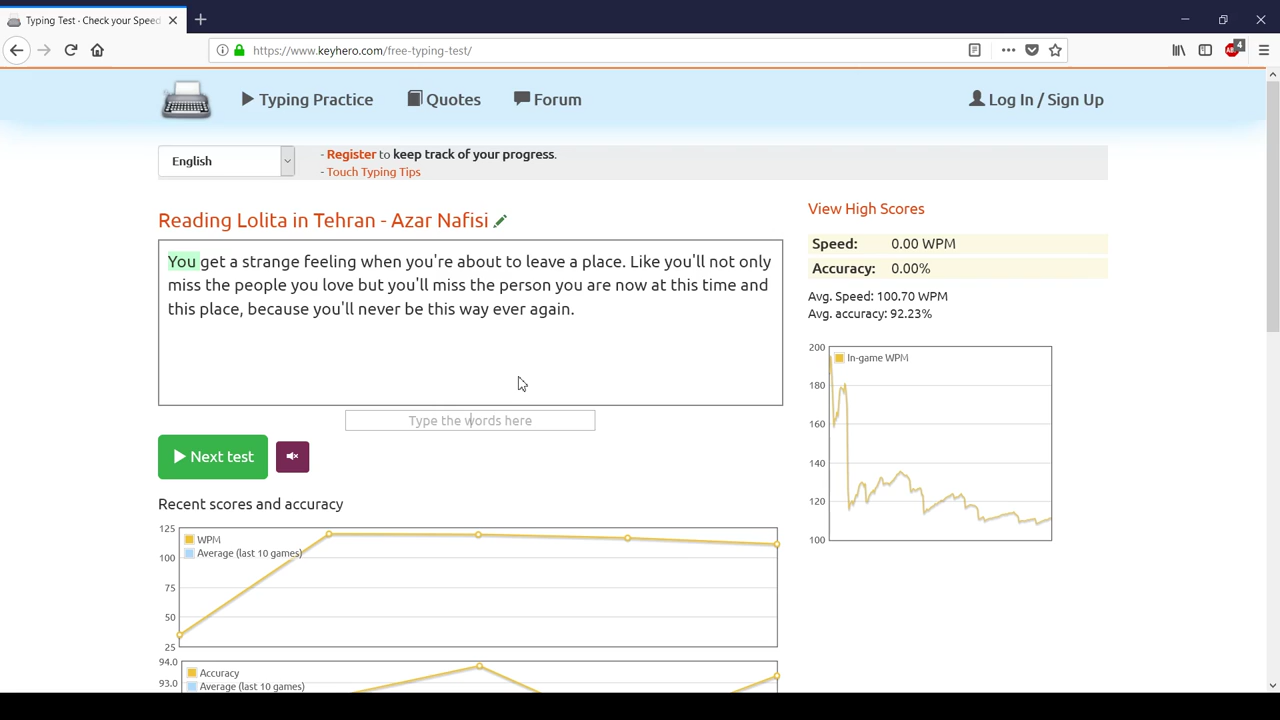 Typing Test - Check your Speed
https://www.keyhero.com/free-typing-test/
4
Typing Practice
Quotes
Forum
Log In / Sign Up
English
- Register to keep track of your progress.
- Touch Typing Tips
Reading Lolita in Tehran - Azar Nafisi
You get a strange feeling when you're about to leave a place. Like you'll not only
miss the people you love but you'll miss the person you are now at this time and
this place, because you'll never be this way ever again.
Type the words here
Next test
View High Scores
Speed: 0.00 WPM
Accuracy: 0.00%
Avg. Speed: 100.70 WPM
Avg. accuracy: 92.23%
200
In-game WPM
180
160
140
120
100
Recent scores and accuracy
125
WPM
Average (last 10 games)
100
75
50
25
94.0
Accuracy
93.0
Average (last 10 games)